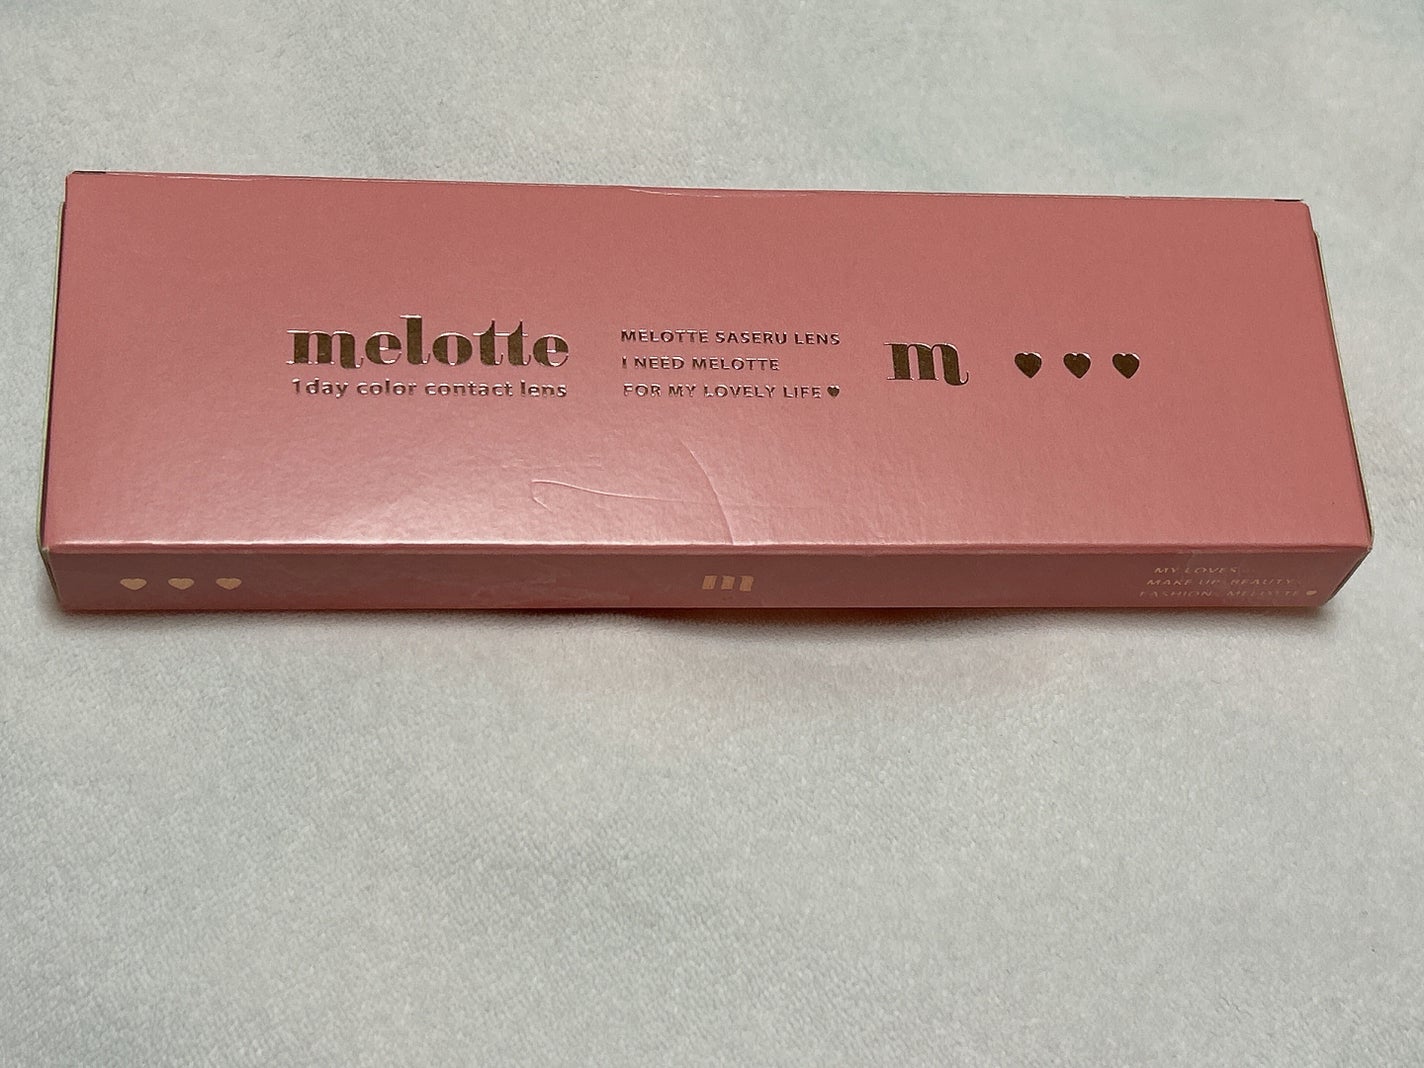 melotte
1day color contact lens
MELOTTE SASERU LENS
I NEED MELOTTE
FOR MY LOVELY LIFE♥
m ♥ ♥ ♥
♥ ♥ ♥
m
MY LOVES
MAKE UP BEAUTY
FASHION MELOTTE ♥